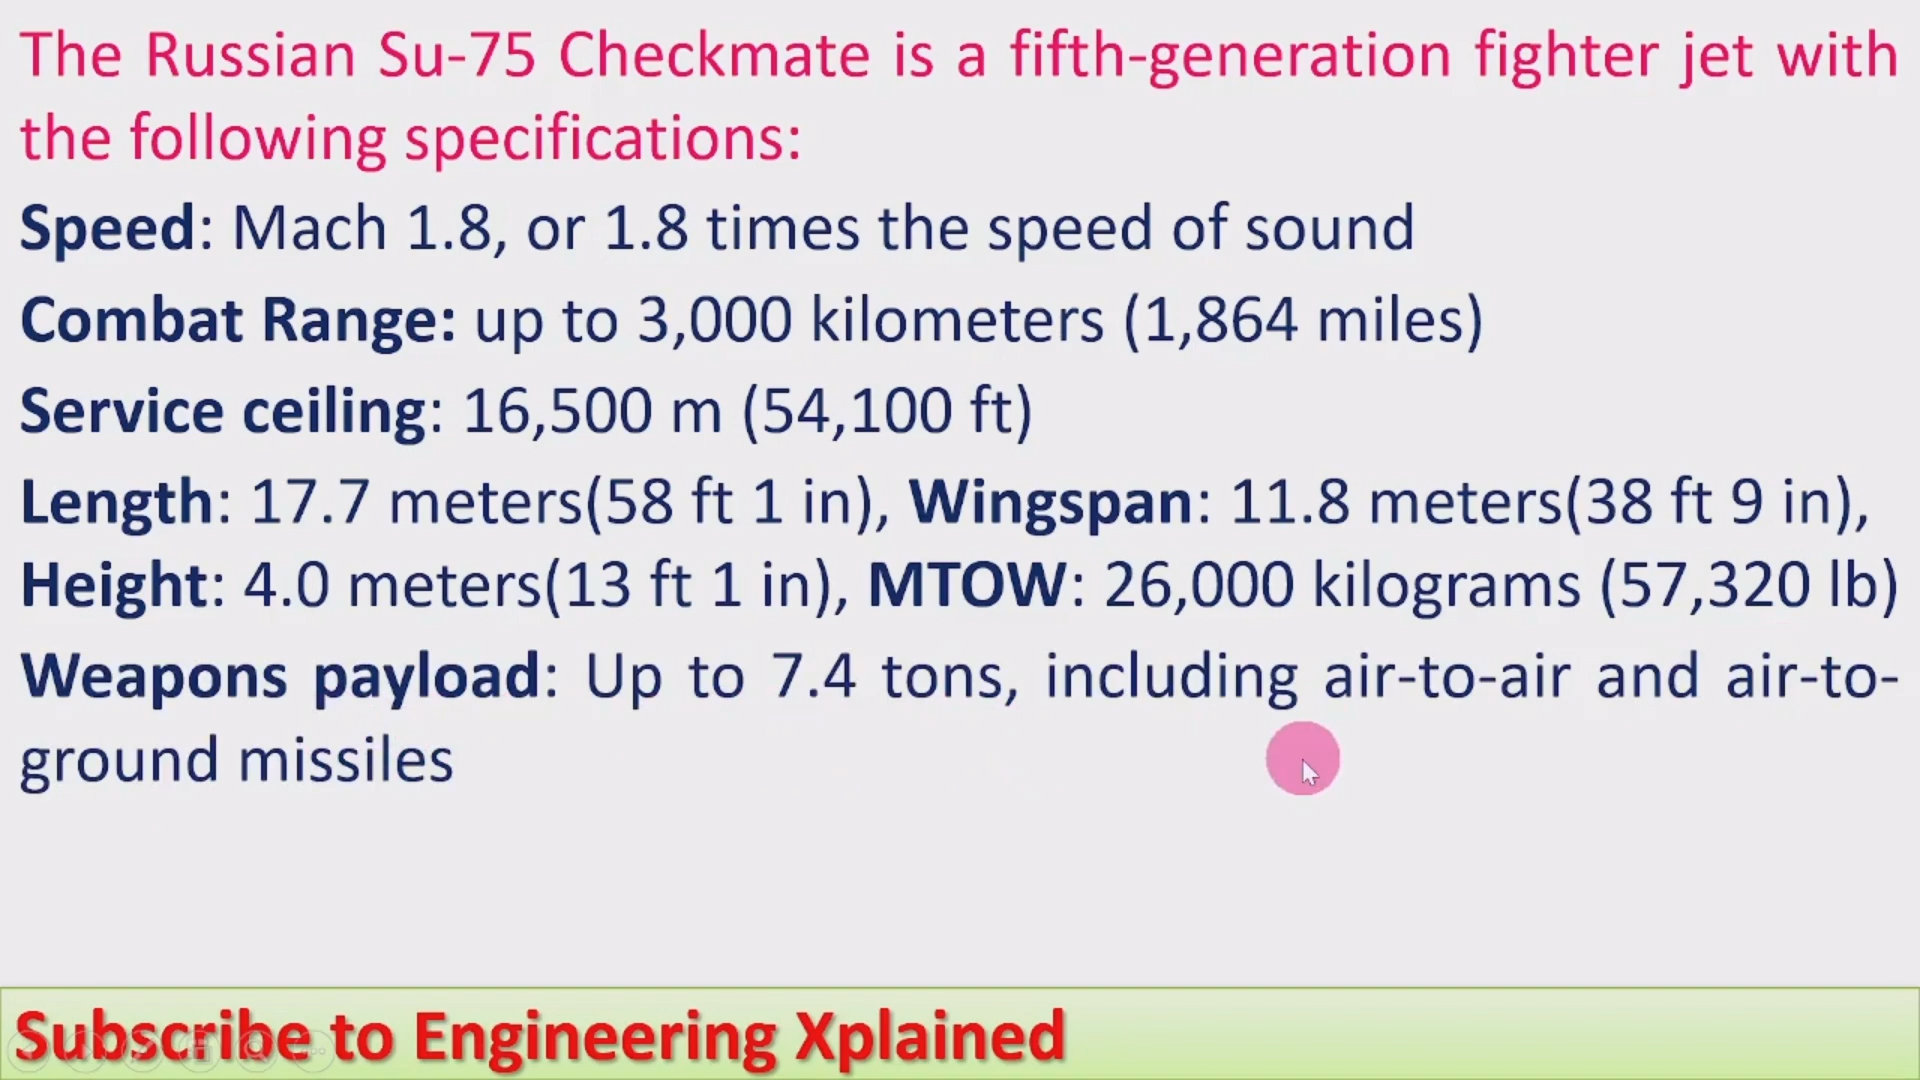 The Russian Su-75 Checkmate is a fifth-generation fighter jet with
the following specifications:
Speed: Mach 1.8, or 1.8 times the speed of sound
Combat Range: up to 3,000 kilometers (1,864 miles)
Service ceiling: 16,500 m (54,100 ft)
Length: 17.7 meters(58 ft 1 in), Wingspan: 11.8 meters(38 ft 9 in),
Height: 4.0 meters(13 ft 1 in), MTOW: 26,000 kilograms (57,320 lb)
Weapons payload: Up to 7.4 tons, including air-to-air and air-to-
ground missiles
Subscribe to Engineering Xplained